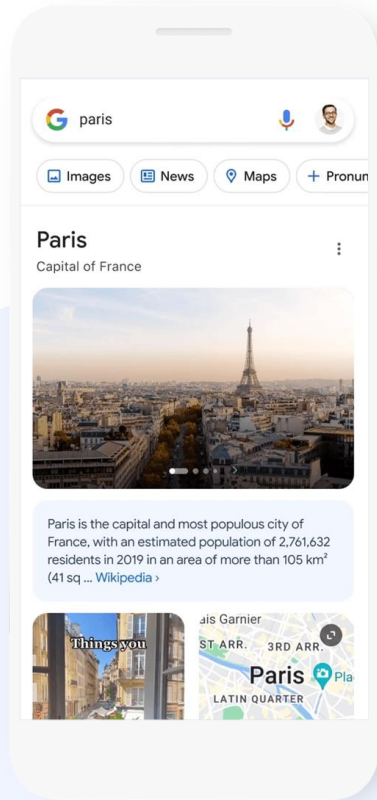 paris
Images
News
Maps
Pronun
Paris
Capital of France
Paris is the capital and most populous city of
France, with an estimated population of 2,761,632
residents in 2019 in an area of more than 105 km²
(41 sq ... Wikipedia ›
Things you
ais Garnier
ST ARR.
3RD ARR.
Paris
Pla
LATIN QUARTER